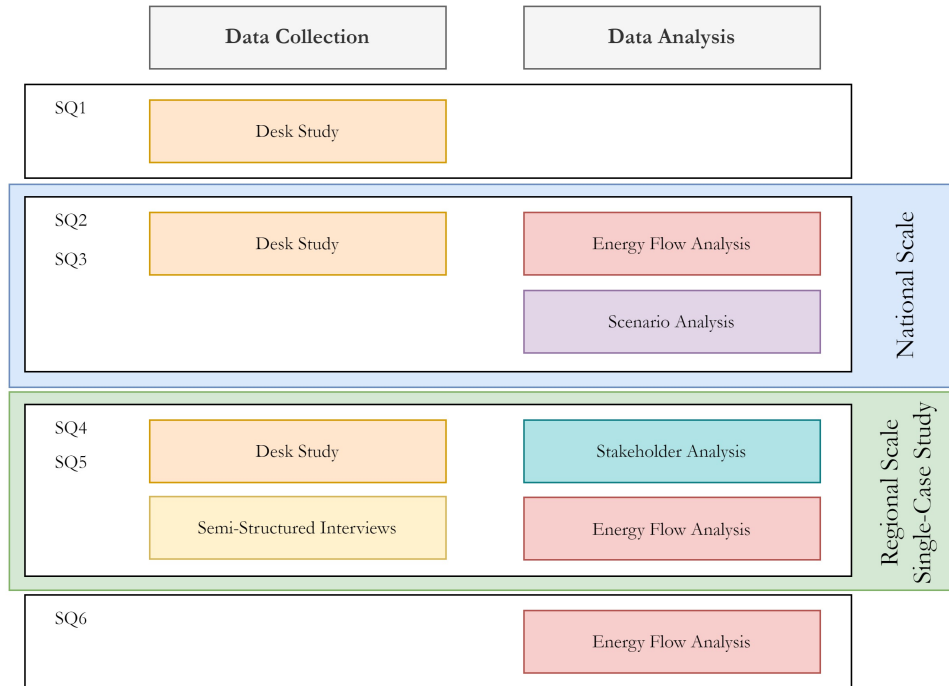 Data Collection
Data Analysis
SQ1
Desk Study
SQ2
SQ3
Desk Study
Energy Flow Analysis
Scenario Analysis
National Scale
SQ4
SQ5
Desk Study
Stakeholder Analysis
Semi-Structured Interviews
Energy Flow Analysis
Regional Scale
Single-Case Study
SQ6
Energy Flow Analysis